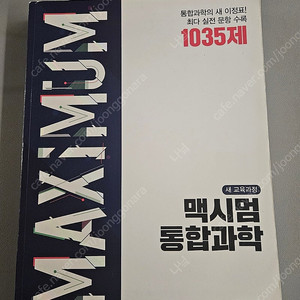 MAXIMUM
통합과학의 새 이정표!
최다 실전 문항 수록
1035제
새 교육과정
맥시멈
통합과학